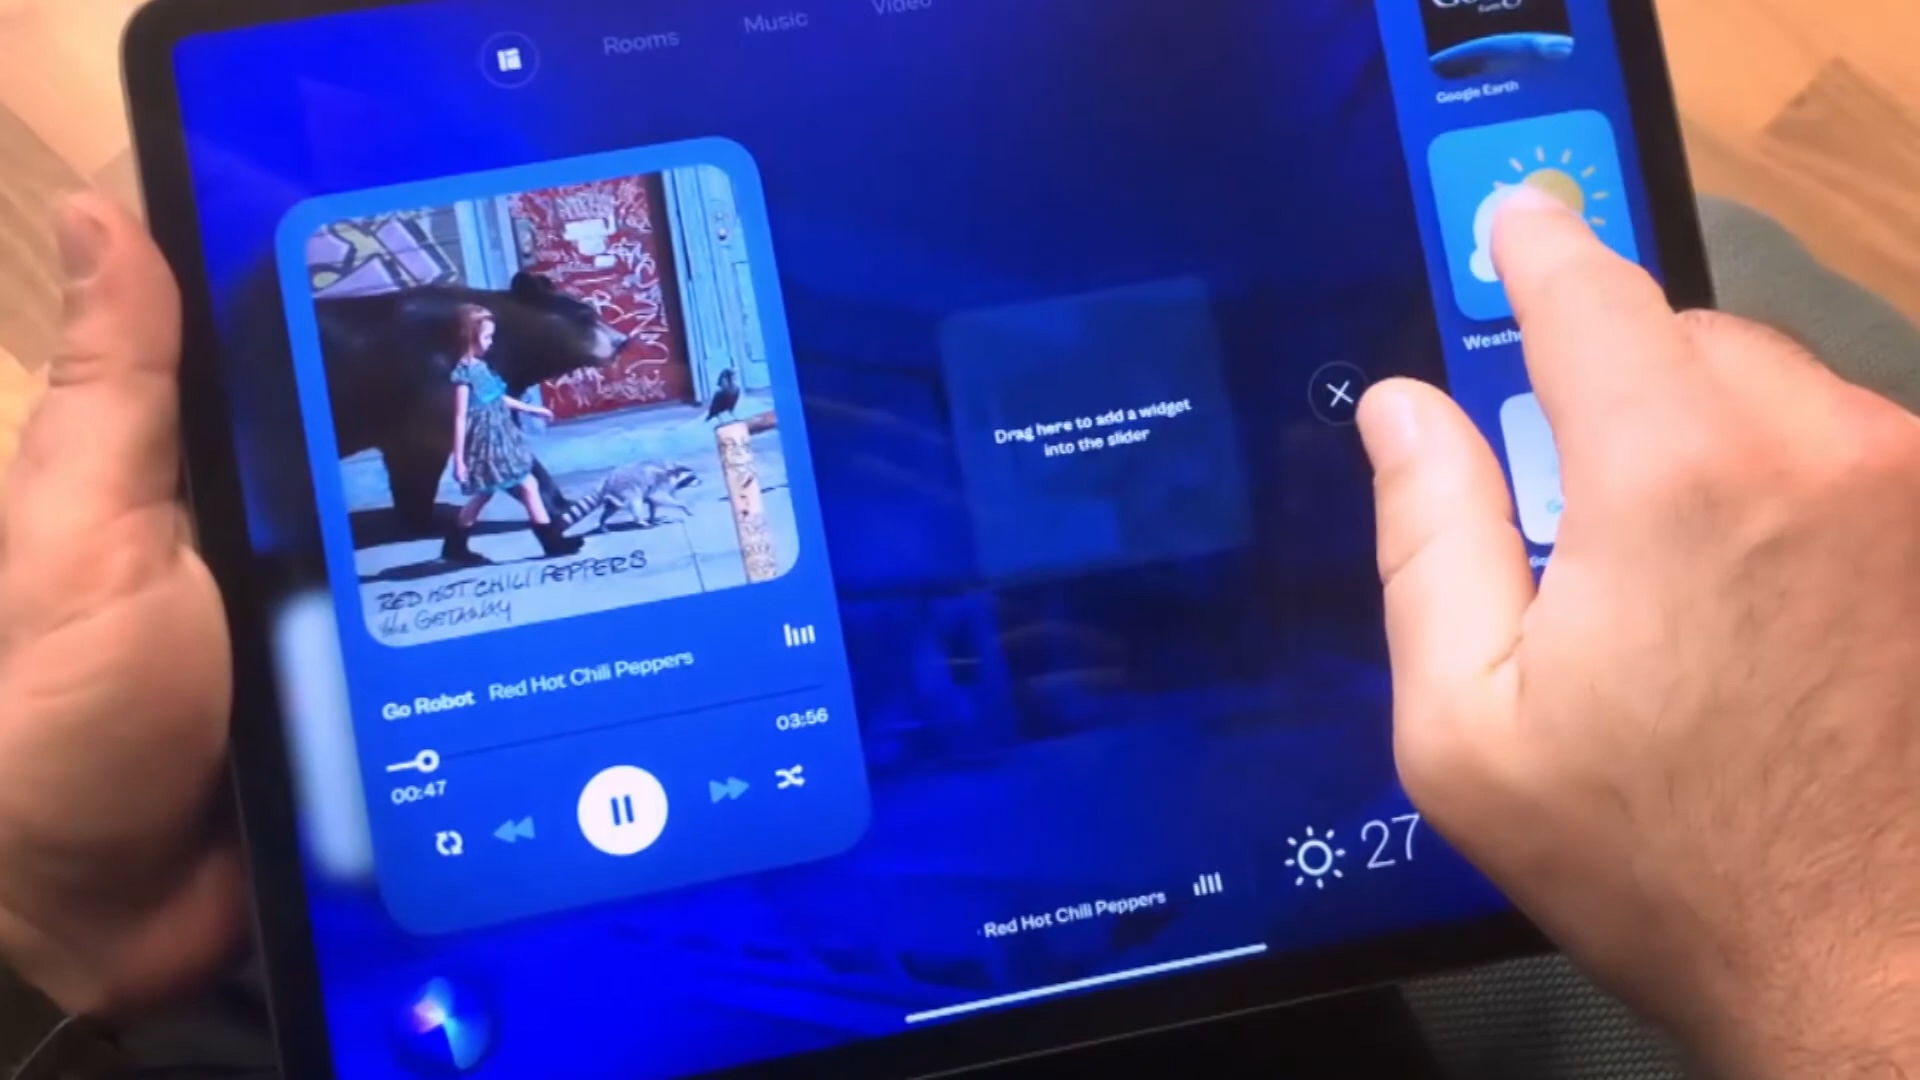 Rooms
Music
Video
Google Earth
RED HOT CHILI PEPPERS
the GETAWAY
Drag here to add a widget
into the slider
Go Robot Red Hot Chili Peppers
03:56
00:47
Red Hot Chili Peppers
27